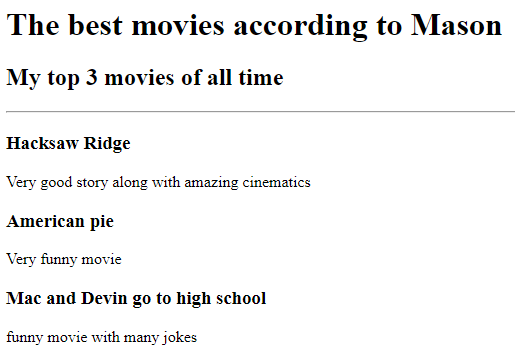 The best movies according to Mason
My top 3 movies of all time
Hacksaw Ridge
Very good story along with amazing cinematics
American pie
Very funny movie
Mac and Devin go to high school
funny movie with many jokes